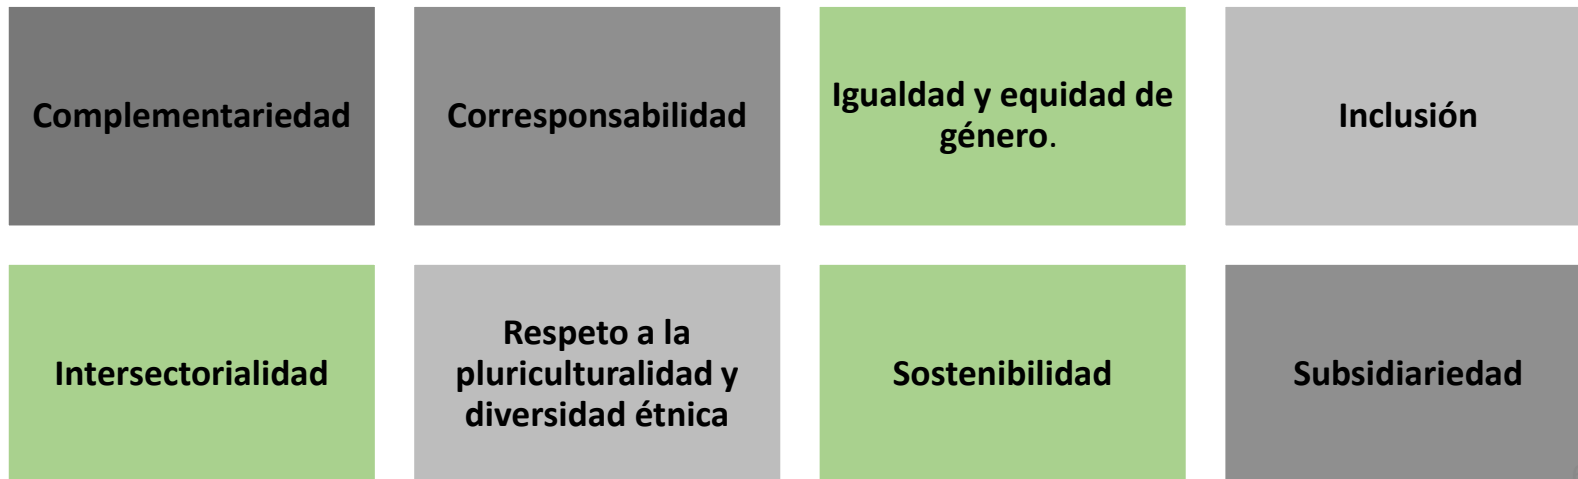 Complementariedad
Corresponsabilidad
Igualdad y equidad de
género.
Inclusión
Intersectorialidad
Respeto a la
pluriculturalidad y
diversidad étnica
Sostenibilidad
Subsidiariedad